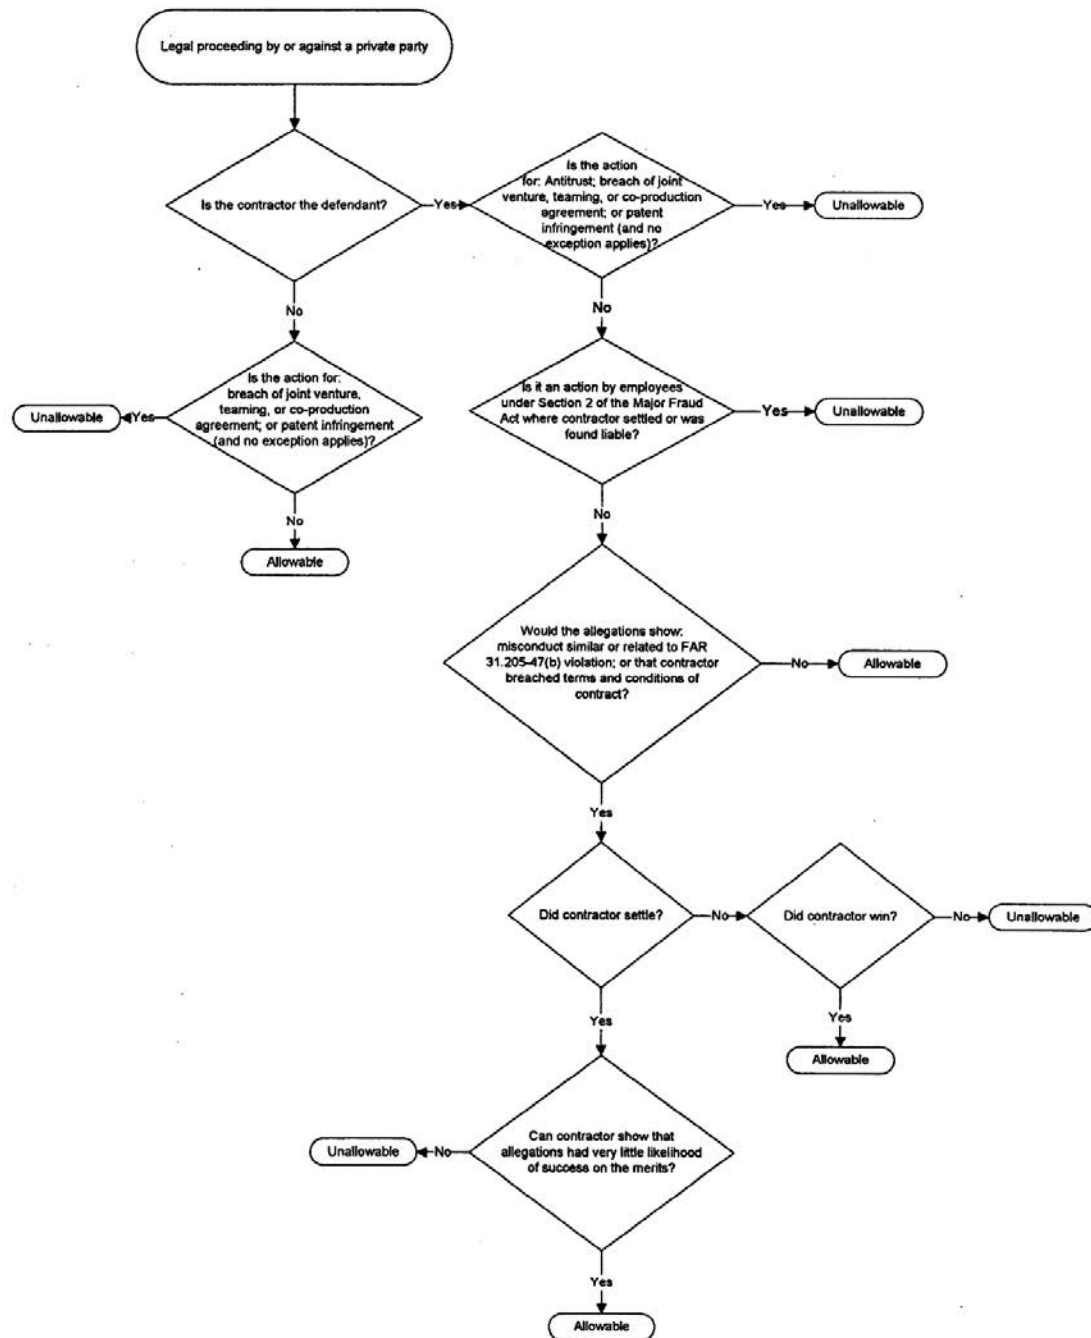 Legal proceeding by or against a private party
Is the contractor the defendant?
Yes
Is the action
for: Antitrust; breach of joint
venture, teaming, or co-production
agreement; or patent
infringement (and no
exception applies)?
Yes
Unallowable
No
No
Is the action for:
breach of joint venture,
teaming, or co-production
agreement; or patent infringement
(and no exception applies)?
Yes
Unallowable
No
Allowable
Is it an action by employees
under Section 2 of the Major Fraud
Act where contractor settled or was
found liable?
Yes
Unallowable
No
Would the allegations show:
misconduct similar or related to FAR
31.205-47(b) violation; or that contractor
breached terms and conditions of
contract?
No
Allowable
Yes
Did contractor settle?
No
Did contractor win?
No
Unallowable
Yes
Allowable
Yes
Can contractor show that
allegations had very little likelihood
of success on the merits?
No
Unallowable
Yes
Allowable